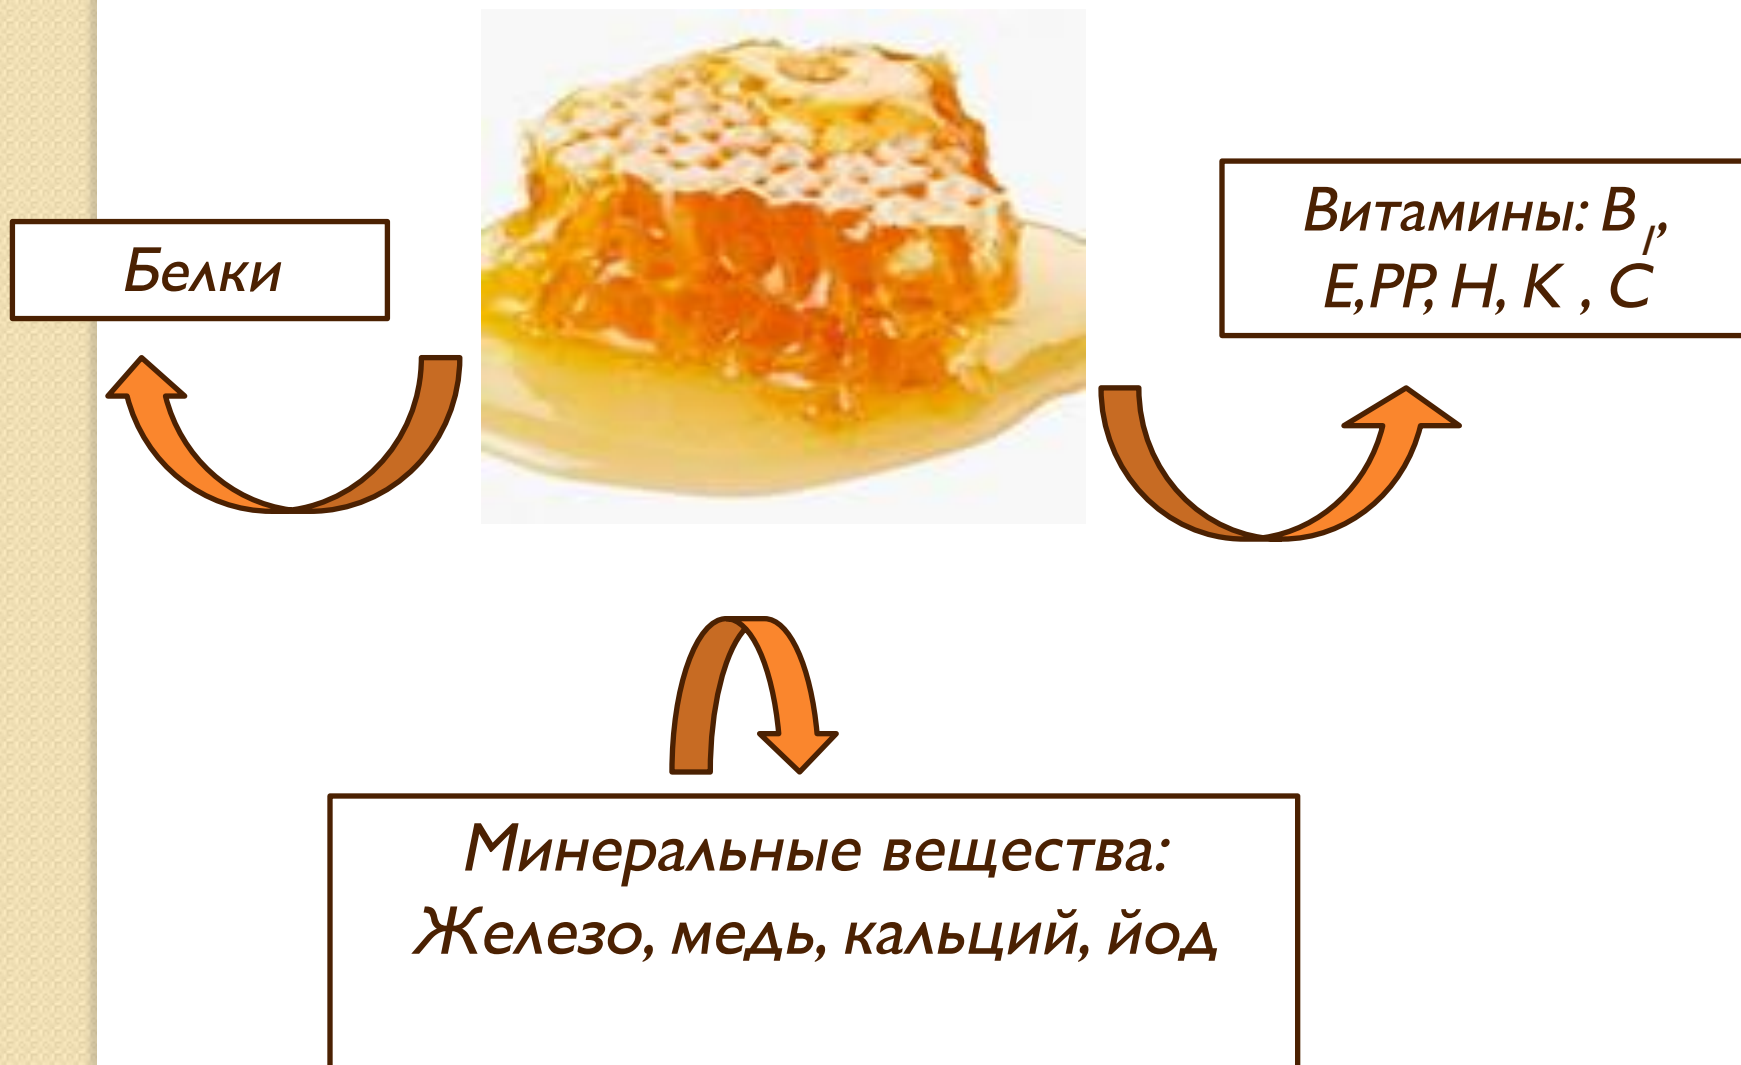 Белки
Витамины: В₁,
Е,РР, Н, К , С
Минеральные вещества:
Железо, медь, кальций, йод